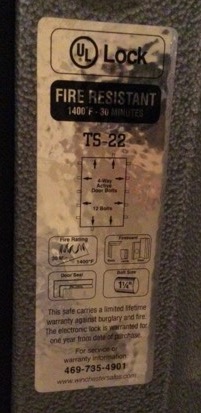 UL Lock
FIRE RESISTANT
1400°F - 30 MINUTES
TS-22
4-Way
Active
Door Bolts
12 Bolts
Fire Rating
Firewall
30 M
1400°F
Door Seal
Bolt Size
1¼"
This safe carries a limited lifetime
warranty against burglary and fire.
The electronic lock is warranted for
one year from date of purchase.
For service or
warranty information
469-735-4901
www.winchestersafes.com